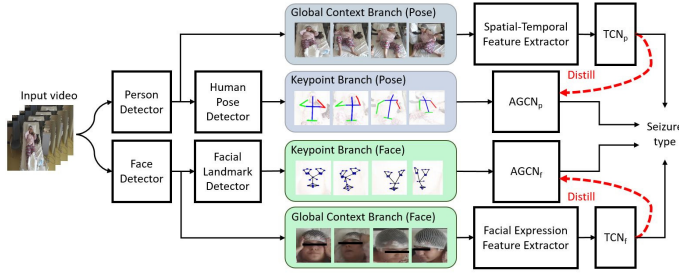 Global Context Branch (Pose)
Spatial-Temporal
Feature Extractor
TCNp
Distill
Input video
Person
Detector
Human
Pose
Detector
Keypoint Branch (Pose)
AGCNp
Seizure
type
Face
Detector
Facial
Landmark
Detector
Keypoint Branch (Face)
AGCNf
Distill
Global Context Branch (Face)
Facial Expression
Feature Extractor
TCNf